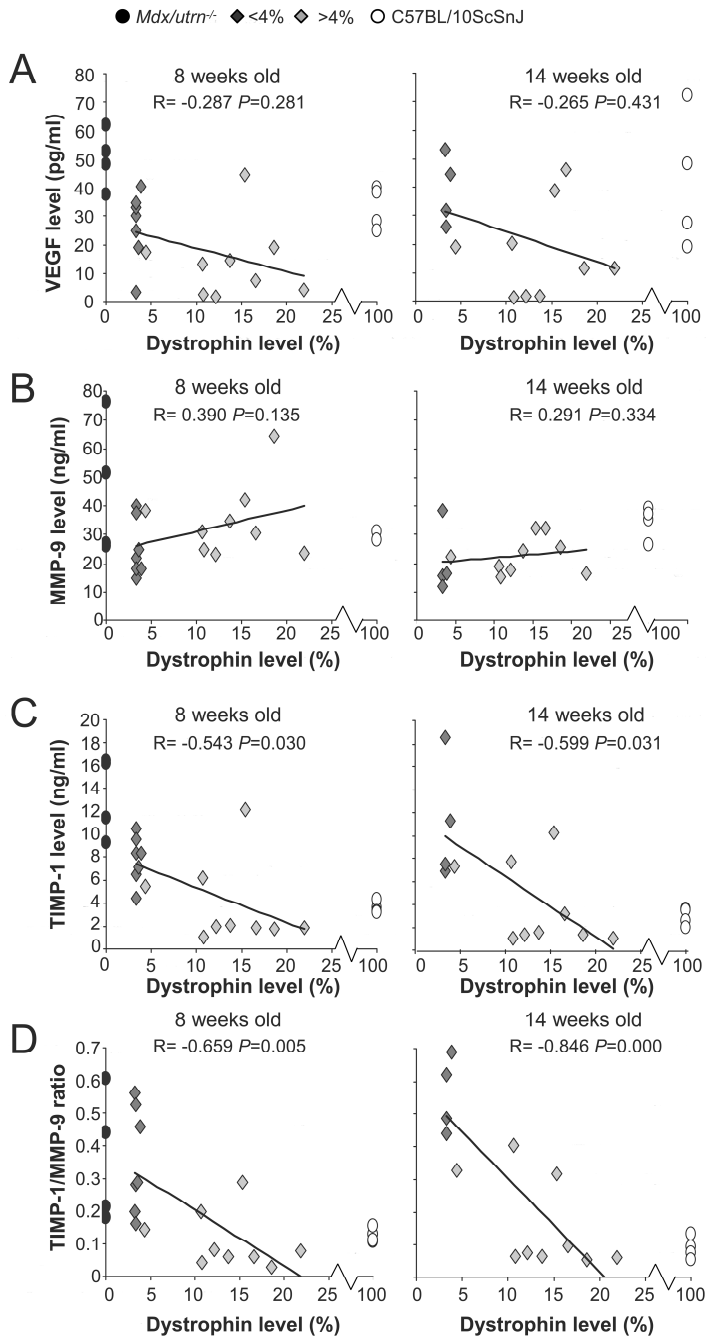 Mdx/utrn-/- <4% >4% C57BL/10ScSnJ
A
8 weeks old
R= -0.287 P=0.281
14 weeks old
R= -0.265 P=0.431
VEGF level (pg/ml)
80
70
60
50
40
30
20
10
0
0 5 10 15 20 25 100
0 5 10 15 20 25 100
Dystrophin level (%)
Dystrophin level (%)
B
8 weeks old
R= 0.390 P=0.135
14 weeks old
R= 0.291 P=0.334
MMP-9 level (ng/ml)
80
70
60
50
40
30
20
10
0
0 5 10 15 20 25 100
0 5 10 15 20 25 100
Dystrophin level (%)
Dystrophin level (%)
C
8 weeks old
R= -0.543 P=0.030
14 weeks old
R= -0.599 P=0.031
TIMP-1 level (ng/ml)
20
18
16
14
12
10
8
6
4
2
0
0 5 10 15 20 25 100
0 5 10 15 20 25 100
Dystrophin level (%)
Dystrophin level (%)
D
8 weeks old
R= -0.659 P=0.005
14 weeks old
R= -0.846 P=0.000
TIMP-1/MMP-9 ratio
0.7
0.6
0.5
0.4
0.3
0.2
0.1
0
0 5 10 15 20 25 100
0 5 10 15 20 25 100
Dystrophin level (%)
Dystrophin level (%)